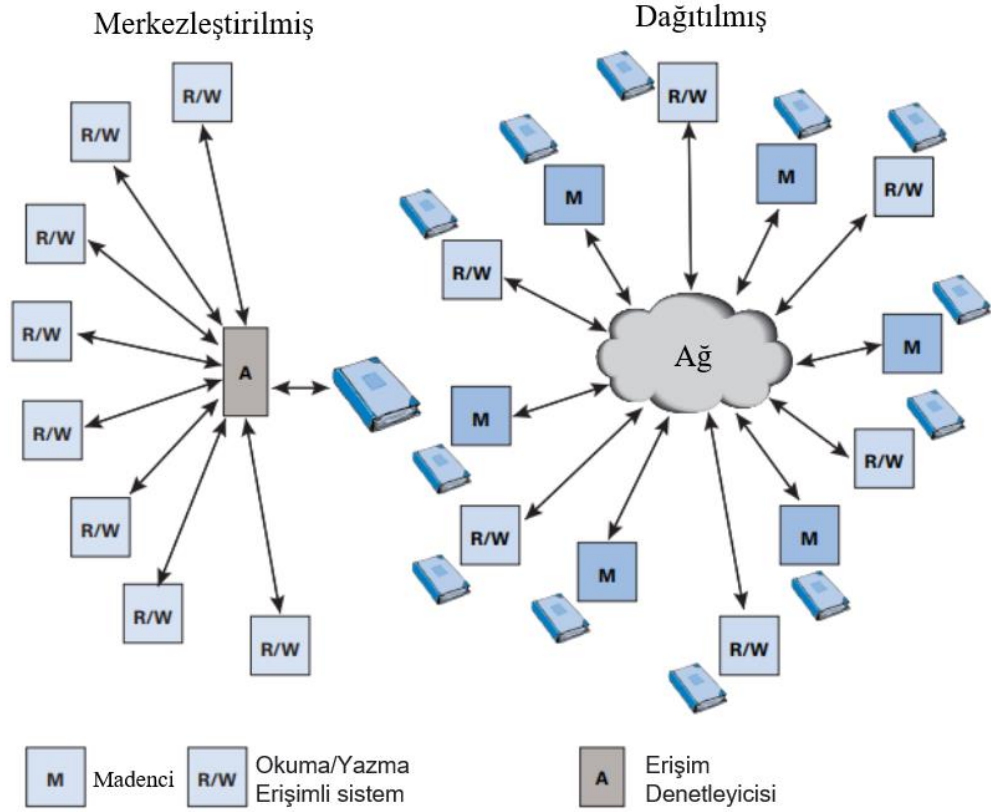 Merkezleştirilmiş
Dağıtılmış
R/W
R/W
R/W
R/W
R/W
R/W
R/W
R/W
A
R/W
M
M
R/W
R/W
Ağ
M
M
R/W
R/W
M
M
R/W
M
Madenci
R/W
Okuma/Yazma
Erişimli sistem
A
Erişim
Denetleyicisi